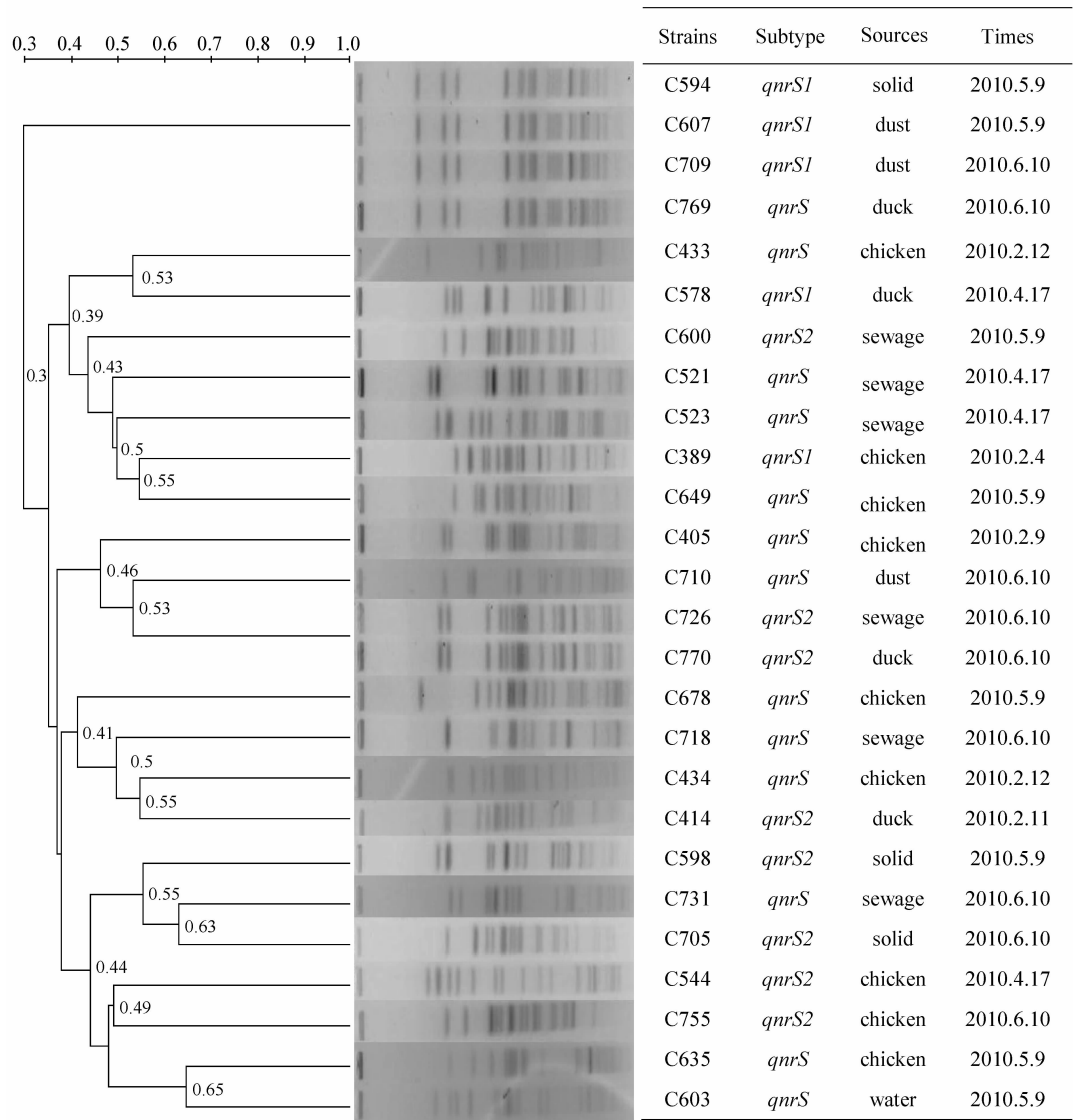 Strains Subtype Sources Times
0.3 0.4 0.5 0.6 0.7 0.8 0.9 1.0
C594 qnrS1 solid 2010.5.9
C607 qnrS1 dust 2010.5.9
C709 qnrS1 dust 2010.6.10
C769 qnrS duck 2010.6.10
C433 qnrS chicken 2010.2.12
0.53
C578 qnrS1 duck 2010.4.17
0.39
C600 qnrS2 sewage 2010.5.9
0.43
0.3
C521 qnrS sewage 2010.4.17
C523 qnrS sewage 2010.4.17
0.5
C389 qnrS1 chicken 2010.2.4
0.55
C649 qnrS chicken 2010.5.9
C405 qnrS chicken 2010.2.9
0.46
C710 qnrS dust 2010.6.10
0.53
C726 qnrS2 sewage 2010.6.10
C770 qnrS2 duck 2010.6.10
C678 qnrS chicken 2010.5.9
0.41
C718 qnrS sewage 2010.6.10
0.5
C434 qnrS chicken 2010.2.12
0.55
C414 qnrS2 duck 2010.2.11
C598 qnrS2 solid 2010.5.9
0.55
C731 qnrS sewage 2010.6.10
0.63
C705 qnrS2 solid 2010.6.10
0.44
C544 qnrS2 chicken 2010.4.17
0.49
C755 qnrS2 chicken 2010.6.10
C635 qnrS chicken 2010.5.9
0.65
C603 qnrS water 2010.5.9